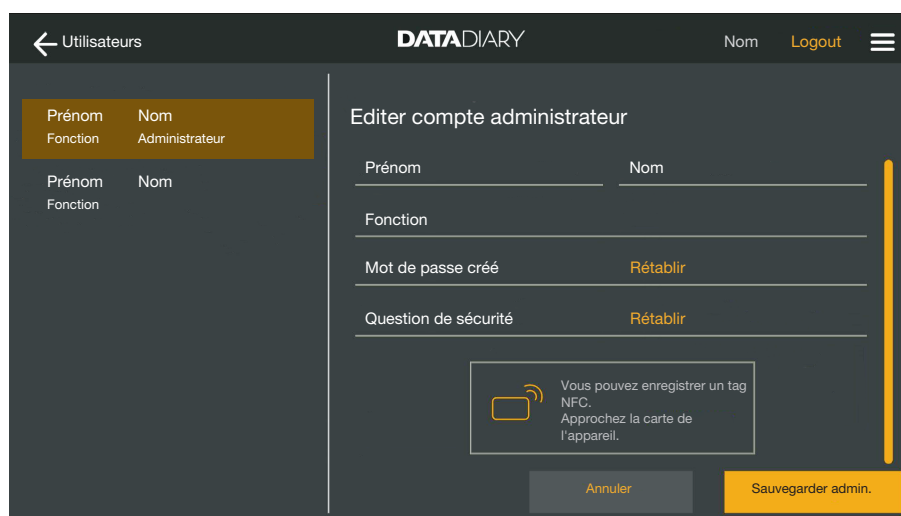 Utilisateurs
DATADIARY
Nom
Logout
Prénom Nom
Fonction Administrateur
Prénom Nom
Fonction
Editer compte administrateur
Prénom Nom
Fonction
Mot de passe créé Rétablir
Question de sécurité Rétablir
Vous pouvez enregistrer un tag
NFC.
Approchez la carte de
l'appareil.
Annuler
Sauvegarder admin.